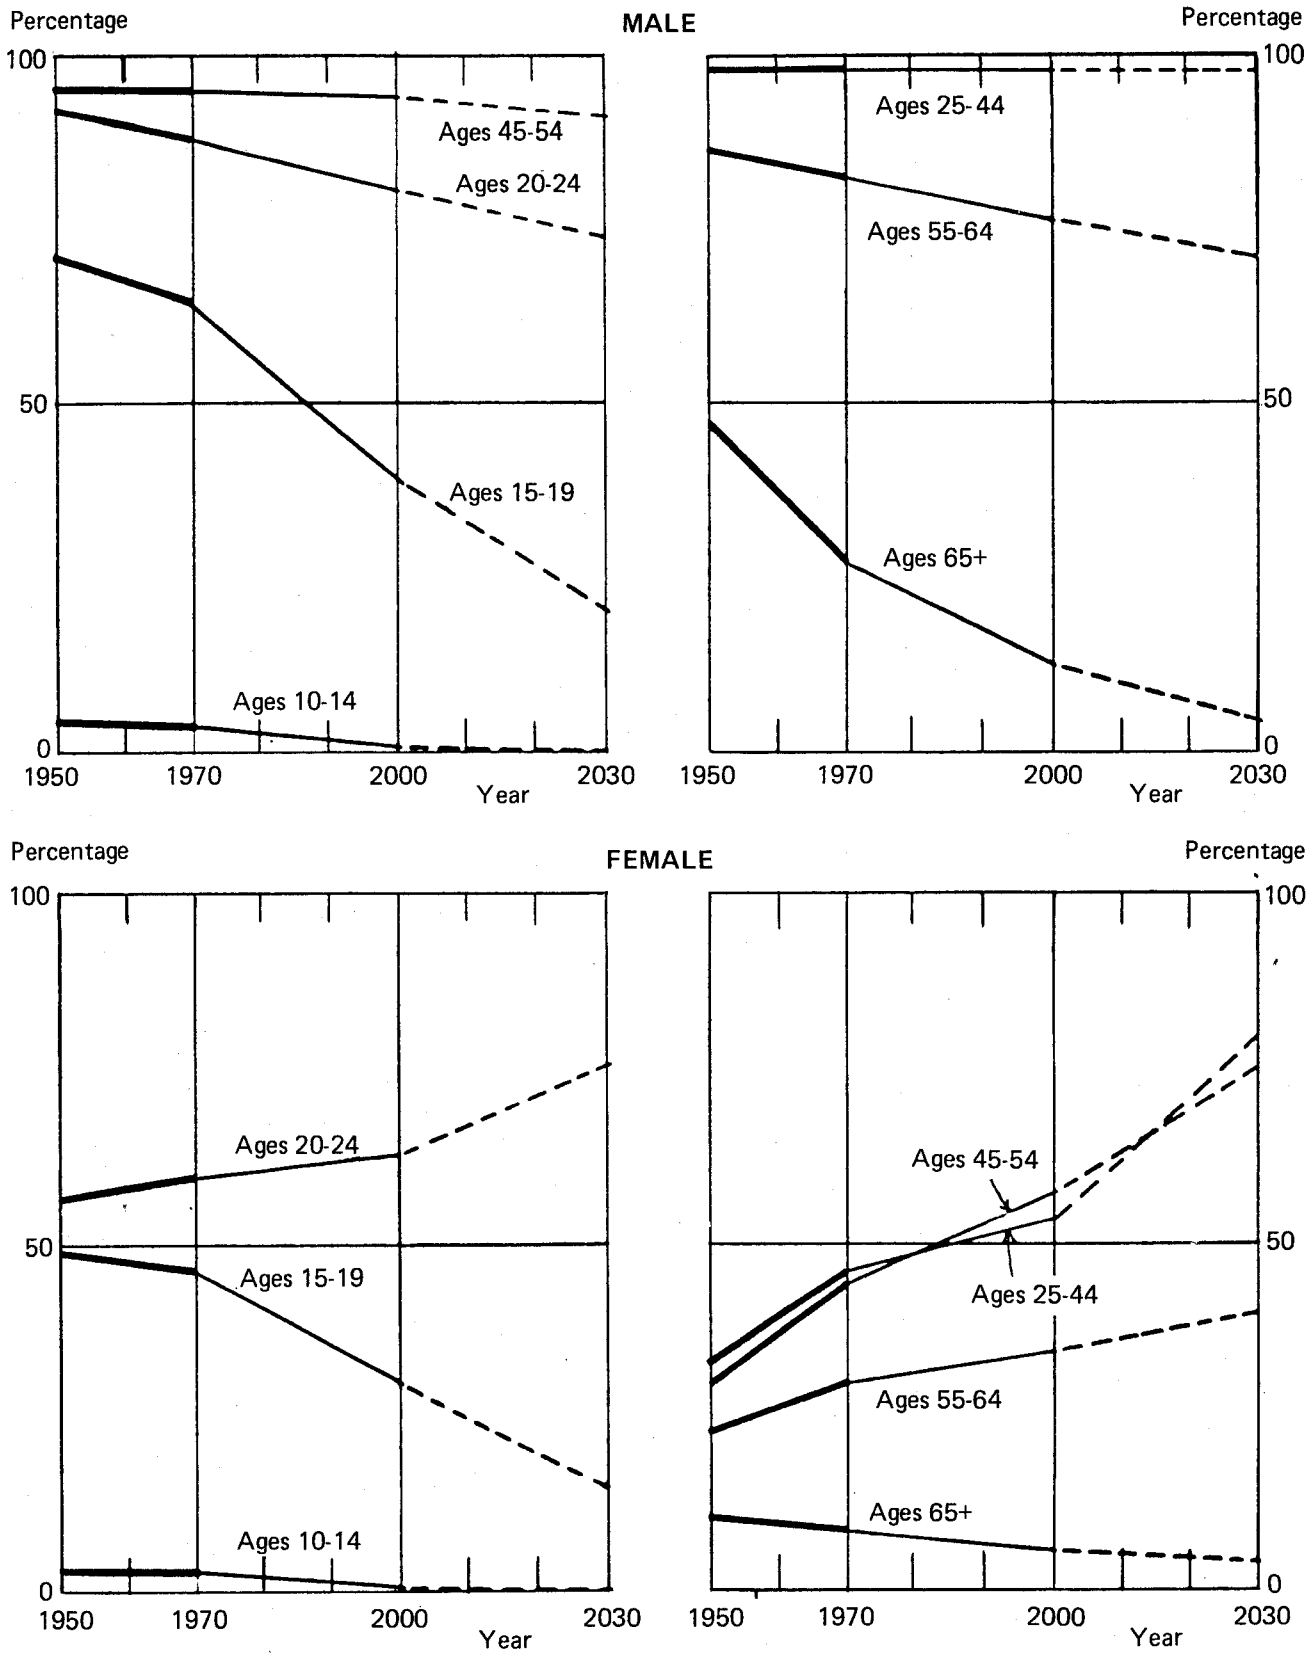 Percentage MALE Percentage
100 100
Ages 45-54 Ages 25-44
Ages 20-24
Ages 55-64
50 50
Ages 15-19
Ages 65+
Ages 10-14
0 0
1950 1970 2000 2030 1950 1970 2000 2030
Year Year
Percentage FEMALE Percentage
100 100
Ages 20-24 Ages 45-54
50 50
Ages 15-19 Ages 25-44
Ages 55-64
Ages 65+
Ages 10-14
0 0
1950 1970 2000 2030 1950 1970 2000 2030
Year Year